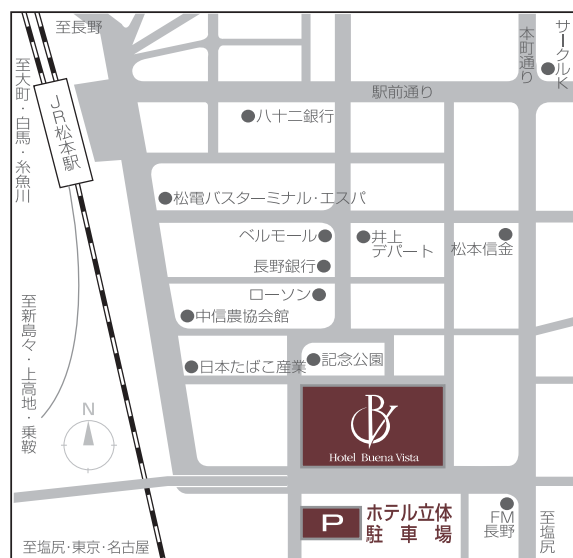 至長野
本町通り
サークルK
至大町・白馬・糸魚川
JR松本駅
駅前通り
八十二銀行
松電バスターミナル・エスパ
ベルモール
井上
デパート
松本信金
長野銀行
ローソン
中信農協会館
至新島々・上高地・乗鞍
日本たばこ産業
記念公園
N
BV
Hotel Buena Vista
P
ホテル立体
駐車場
FM
長野
至塩尻
至塩尻・東京・名古屋